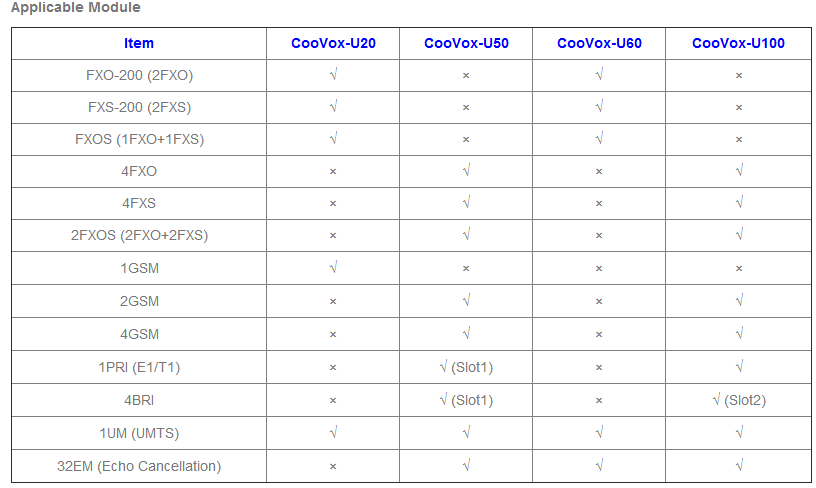 Applicable Module
Item CooVox-U20 CooVox-U50 CooVox-U60 CooVox-U100
FXO-200 (2FXO) √ × √ ×
FXS-200 (2FXS) √ × √ ×
FXOS (1FXO+1FXS) √ × √ ×
4FXO × √ × √
4FXS × √ × √
2FXOS (2FXO+2FXS) × √ × √
1GSM √ × × ×
2GSM × √ × √
4GSM × √ × √
1PRI (E1/T1) × √ (Slot1) × √
4BRI × √ (Slot1) × √ (Slot2)
1UM (UMTS) √ √ √ √
32EM (Echo Cancellation) × √ √ √